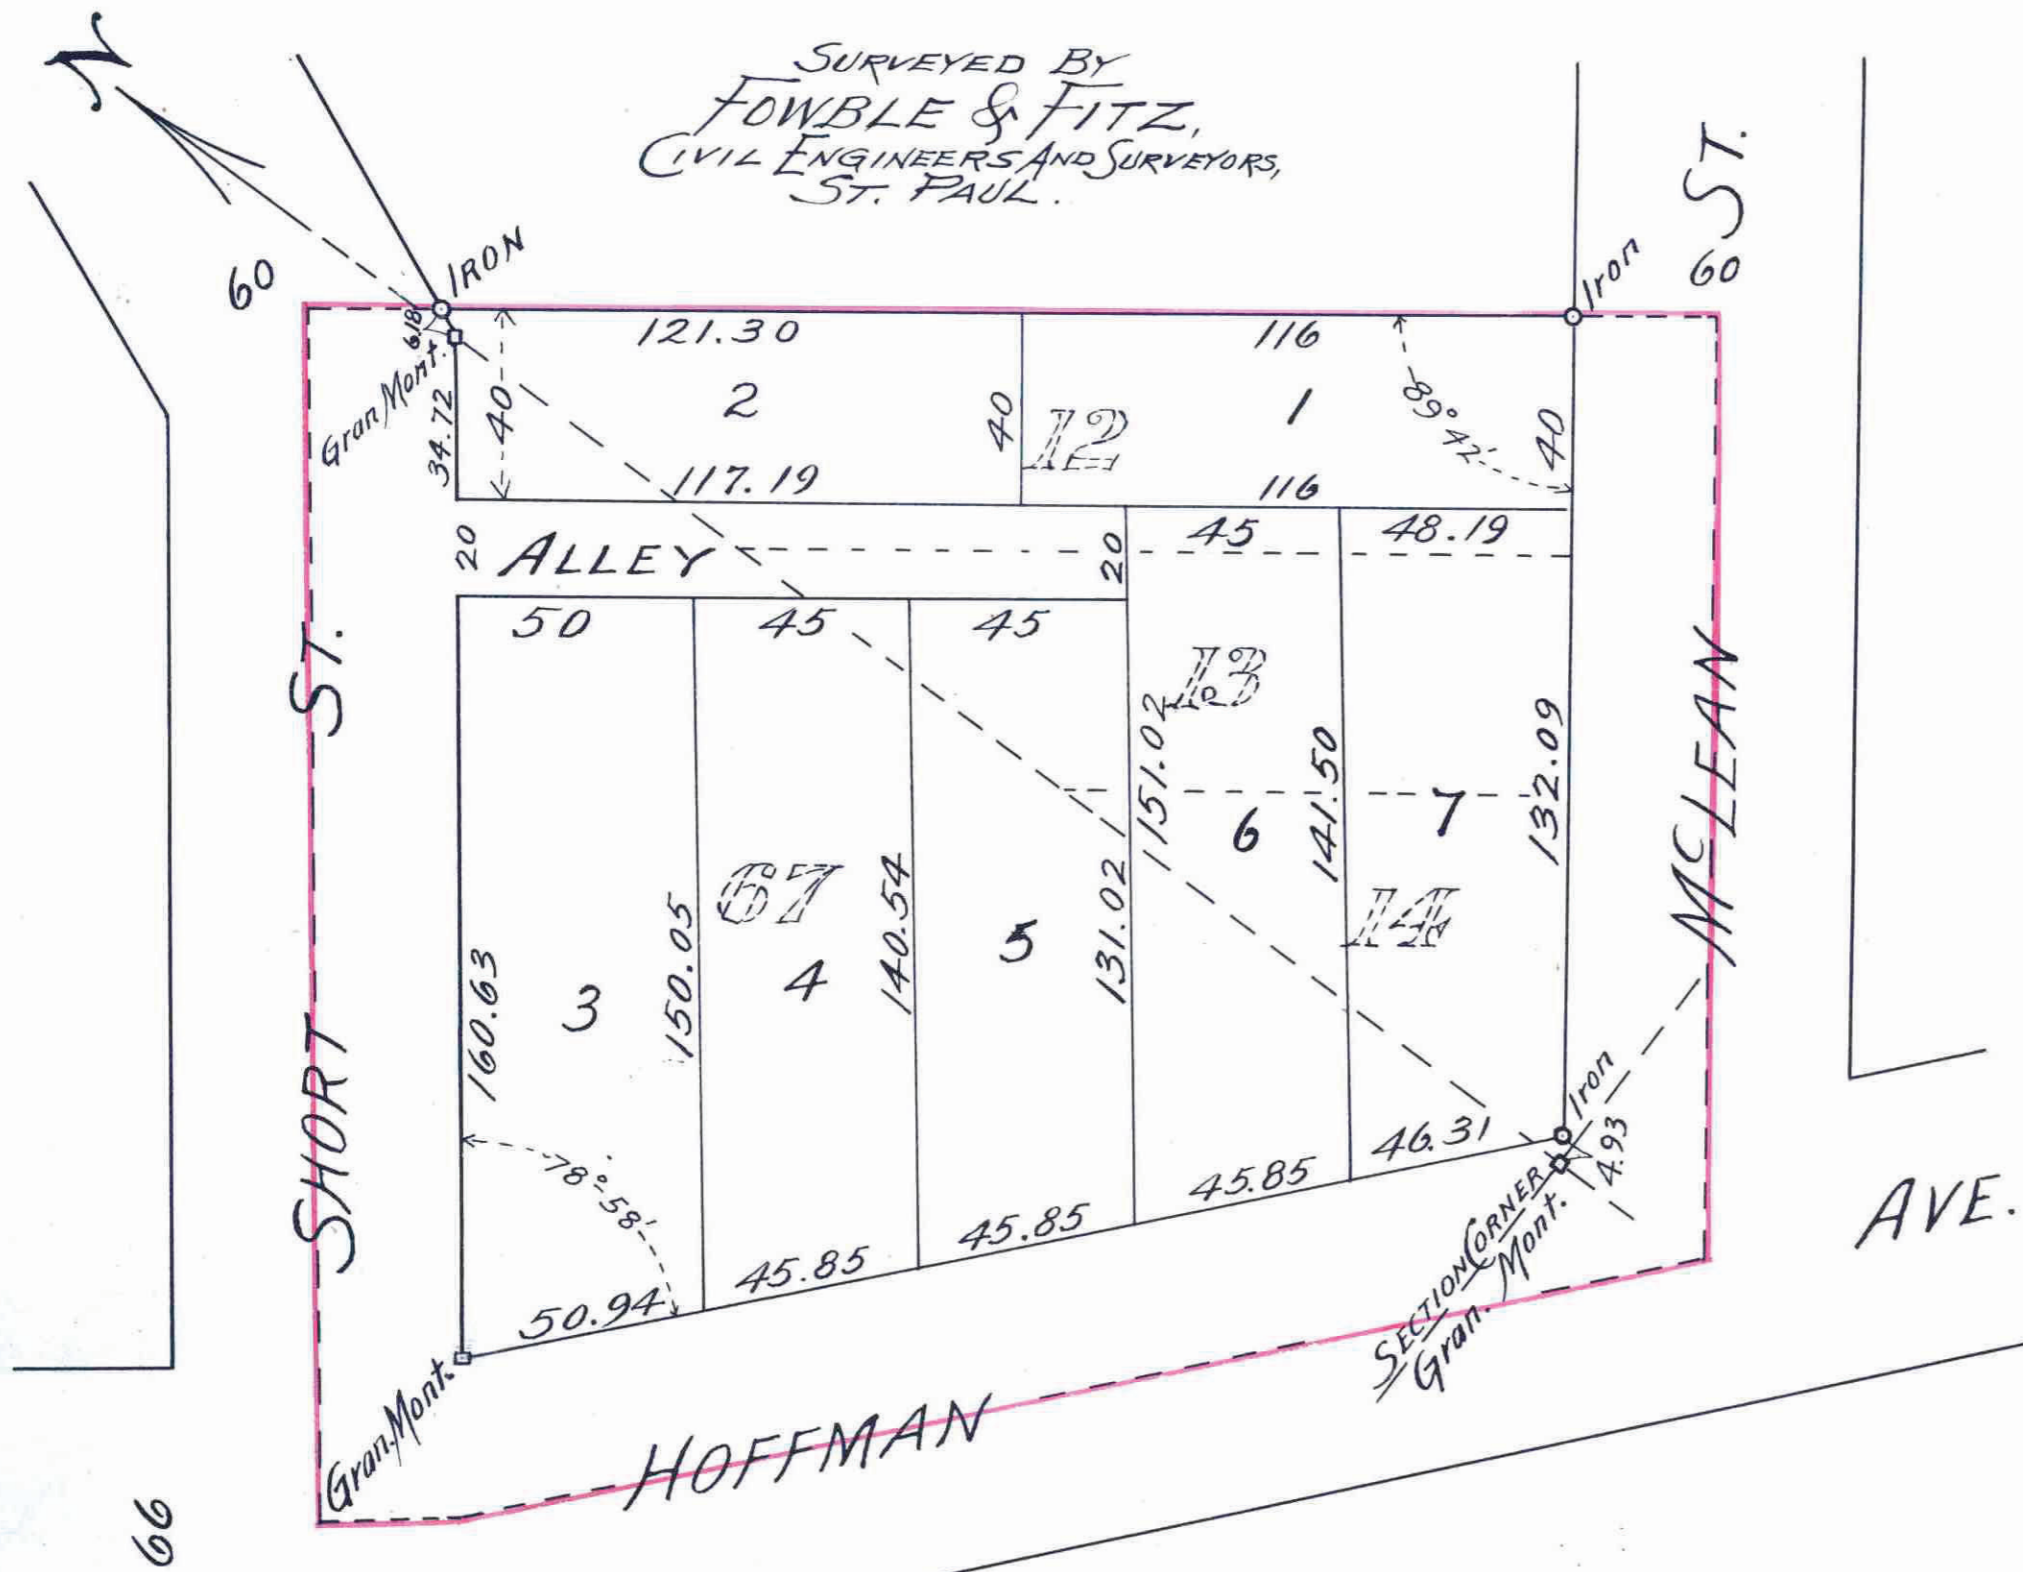 N
SURVEYED BY
FOWBLE & FITZ,
CIVIL ENGINEERS AND SURVEYORS,
ST. PAUL.
60
IRON
6.18
Gran. Mont.
Iron
60
121.30
116
2
1
34.72
40
40
12
89° 42'
40
117.19
116
20
ALLEY
20
45
48.19
50
45
45
13
151.02
141.50
132.09
6
7
67
14
160.63
3
150.05
4
140.54
5
131.02
78° 58'
50.94
45.85
45.85
45.85
46.31
Iron
4.93
SECTION CORNER
Gran. Mont.
Gran. Mont.
SHORT ST.
MCLEAN ST.
HOFFMAN AVE.
66